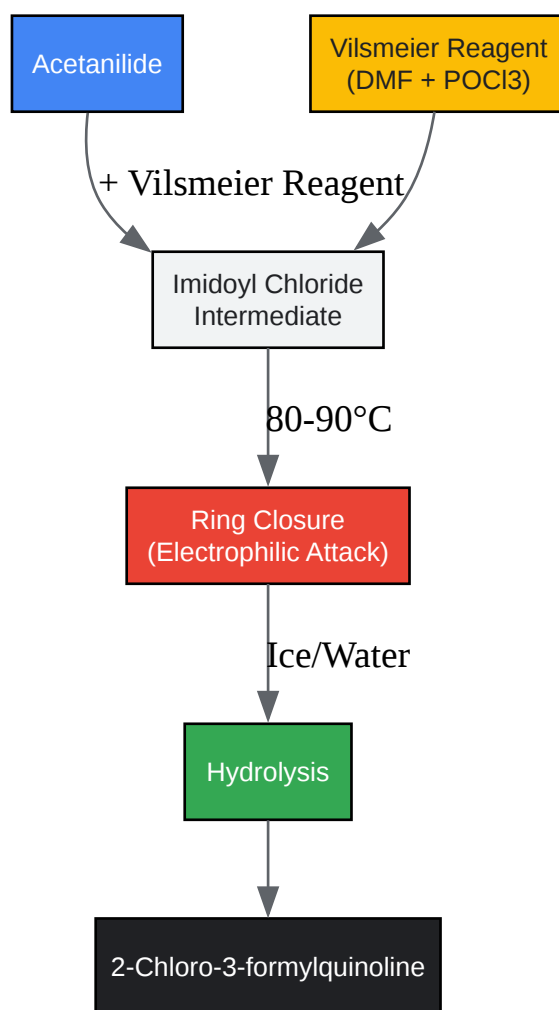 Acetanilide
Vilsmeier Reagent
(DMF + POCl3)
+ Vilsmeier Reagent
Imidoyl Chloride
Intermediate
80-90°C
Ring Closure
(Electrophilic Attack)
Ice/Water
Hydrolysis
2-Chloro-3-formylquinoline